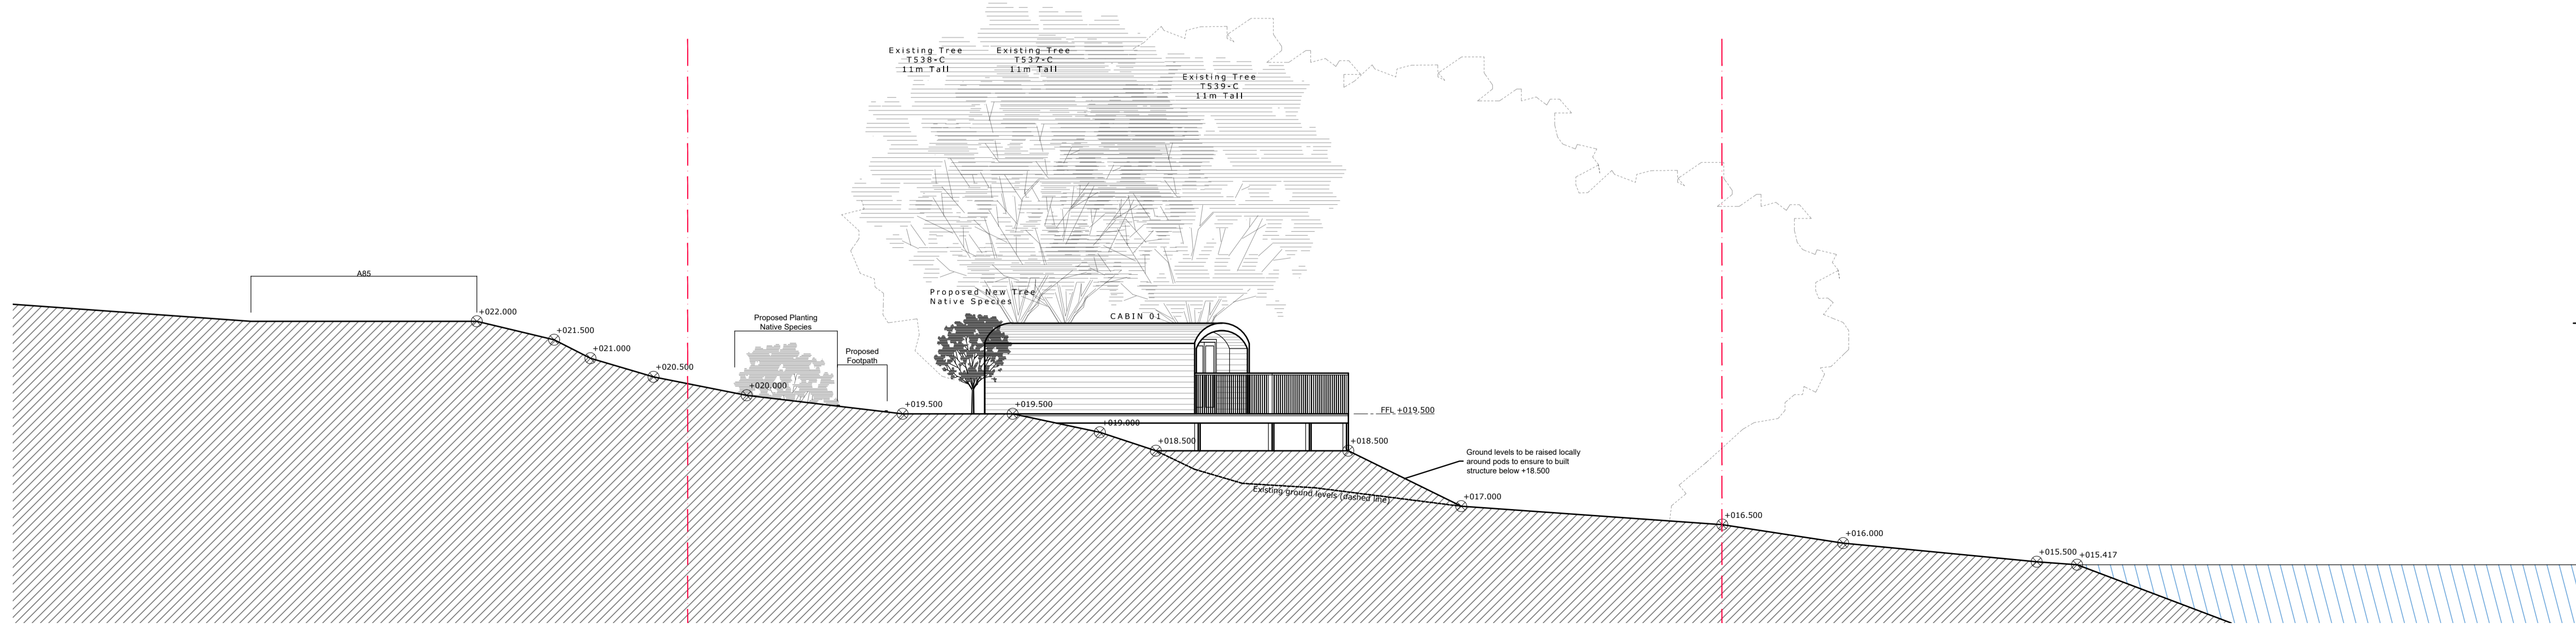 Existing Tree
T538-C
11m Tall
Existing Tree
T537-C
11m Tall
Existing Tree
T539-C
11m Tall
A85
Proposed New Tree
Native Species
CABIN 01
+022.000
+021.500
+021.000
+020.500
+020.000
Proposed Planting
Native Species
Proposed
Footpath
+019.500
+019.500
+019.000
+018.500
FFL +019.500
+018.500
Ground levels to be raised locally
around pods to ensure to built
structure below +18.500
Existing ground levels (dashed line)
+017.000
+016.500
+016.000
+015.500
+015.417